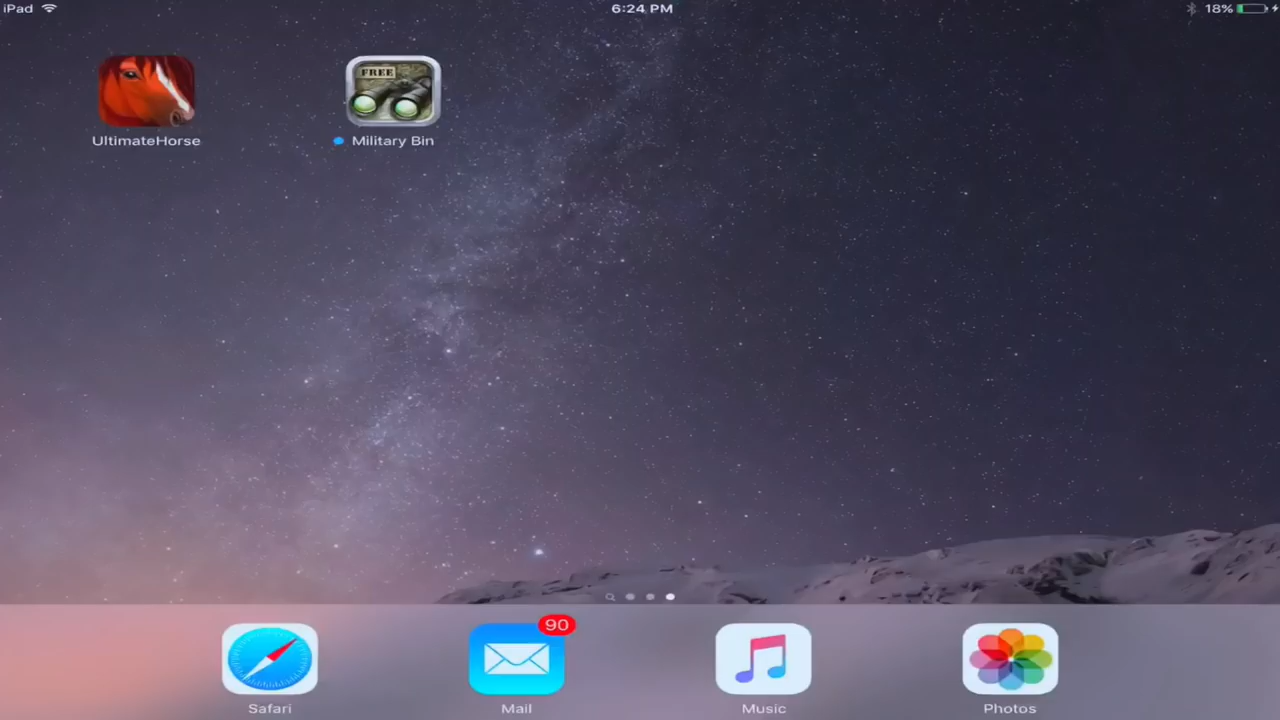 iPad
6:24 PM
18%
FREE
UltimateHorse
Military Bin
90
Safari
Mail
Music
Photos